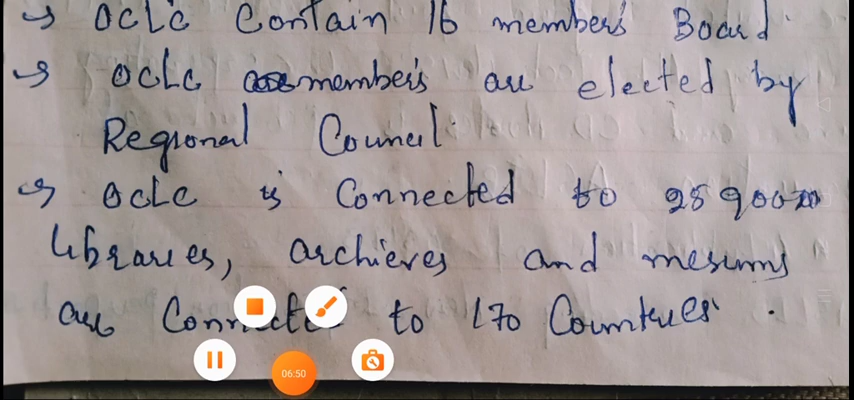 → OCLC Contain 16 members Board.
→ OCLC members are elected by
Regional Council.
→ OCLC is Connected to
libraries, archieves and mesums
are Connected to 170 Countries.
06:50